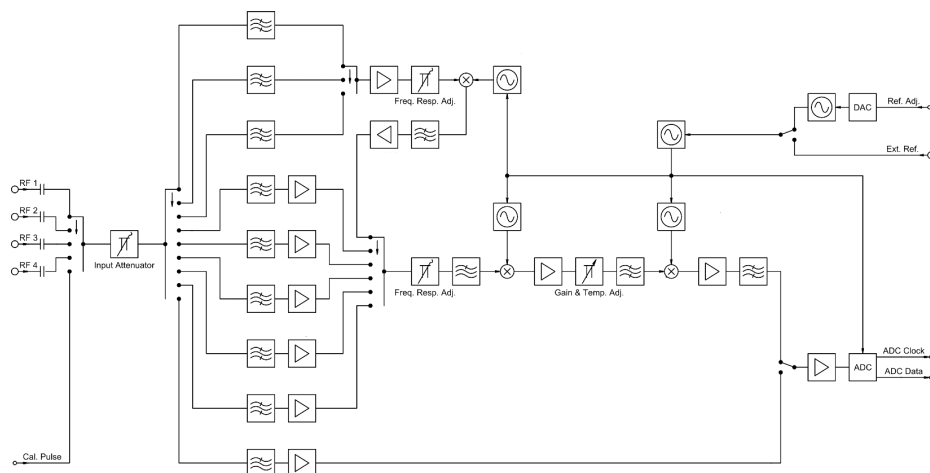 Freq. Resp. Adj.
DAC
Ref. Adj.
Ext. Ref.
RF 1
RF 2
RF 3
RF 4
Input Attenuator
Freq. Resp. Adj.
Gain & Temp. Adj.
ADC
ADC Clock
ADC Data
Cal. Pulse